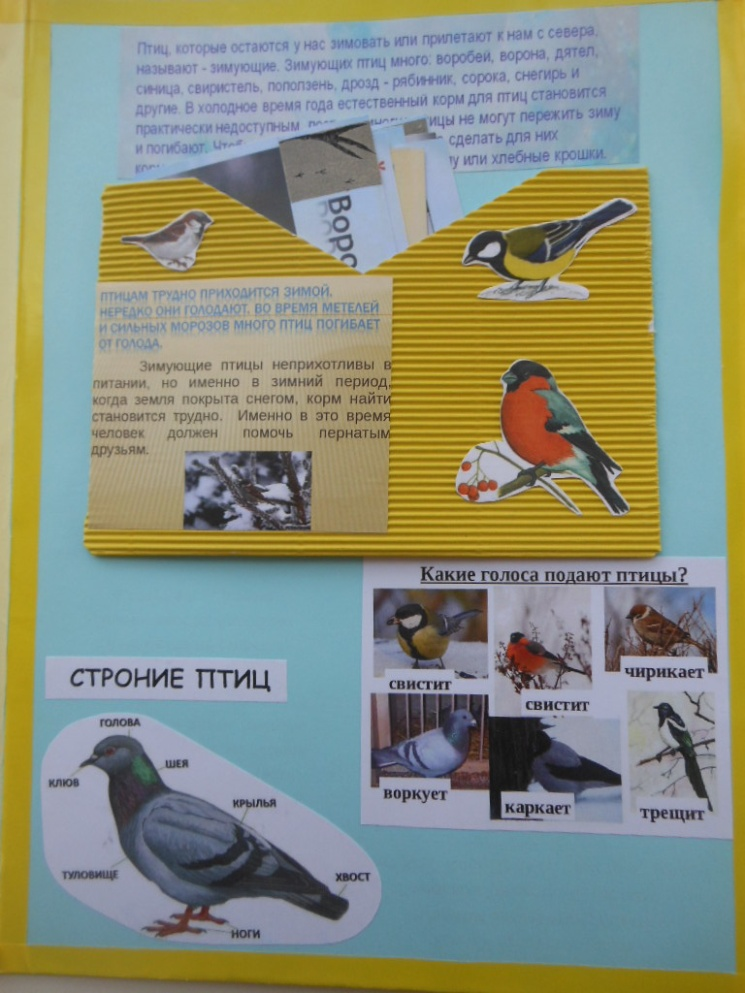 Птиц, которые остаются у нас зимовать или прилетают к нам с севера,
называют - зимующие. Зимующих птиц много: воробей, ворона, дятел,
синица, свиристель, поползень, дрозд - рябинник, сорока, снегирь и
другие. В холодное время года естественный корм для птиц становится
практически недоступным не могут пережить зиму
и погибают. сделать для них
или хлебные крошки.
ПТИЦАМ ТРУДНО ПРИХОДИТСЯ ЗИМОЙ.
НЕРЕДКО ОНИ ГОЛОДАЮТ. ВО ВРЕМЯ МЕТЕЛЕЙ
И СИЛЬНЫХ МОРОЗОВ МНОГО ПТИЦ ПОГИБАЕТ
ОТ ГОЛОДА.
Зимующие птицы неприхотливы в
питании, но именно в зимний период,
когда земля покрыта снегом, корм найти
становится трудно. Именно в это время
человек должен помочь пернатым
друзьям.
Какие голоса подают птицы?
свистит
свистит
чирикает
воркует
каркает
трещит
СТРОНИЕ ПТИЦ
ГОЛОВА
ШЕЯ
КЛЮВ
КРЫЛЬЯ
ТУЛОВИЩЕ
ХВОСТ
НОГИ